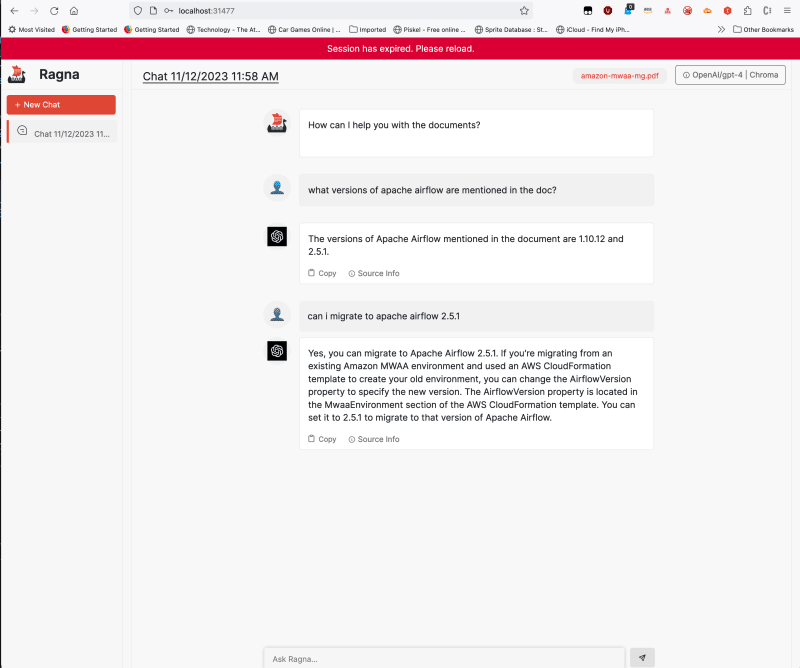 localhost:31477
Most Visited Getting Started Getting Started Technology - The At... Car Games Online | ... Imported Piskel - Free online ... Sprite Database : St... iCloud - Find My iPh... Other Bookmarks
Session has expired. Please reload.
Ragna
Chat 11/12/2023 11:58 AM
amazon-mwaa-mg.pdf
OpenAI/gpt-4 | Chroma
+ New Chat
Chat 11/12/2023 11...
How can I help you with the documents?
what versions of apache airflow are mentioned in the doc?
The versions of Apache Airflow mentioned in the document are 1.10.12 and
2.5.1.
Copy Source Info
can i migrate to apache airflow 2.5.1
Yes, you can migrate to Apache Airflow 2.5.1. If you're migrating from an
existing Amazon MWAA environment and used an AWS CloudFormation
template to create your old environment, you can change the AirflowVersion
property to specify the new version. The AirflowVersion property is located in
the MwaaEnvironment section of the AWS CloudFormation template. You can
set it to 2.5.1 to migrate to that version of Apache Airflow.
Copy Source Info
Ask Ragna...